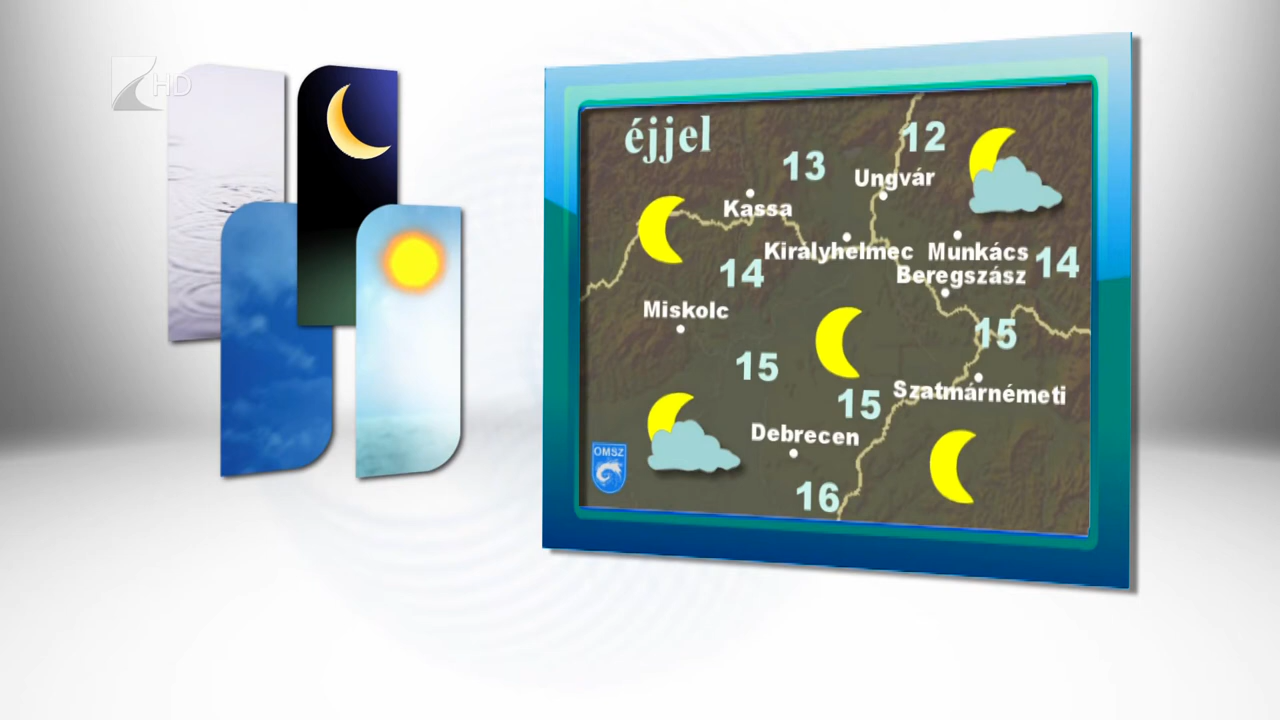 HD
éjjel
12
13
Ungvár
Kassa
Királyhelmec
Munkács
14
14
Beregszász
Miskolc
15
15
Szatmárnémeti
15
Debrecen
OMSZ
16